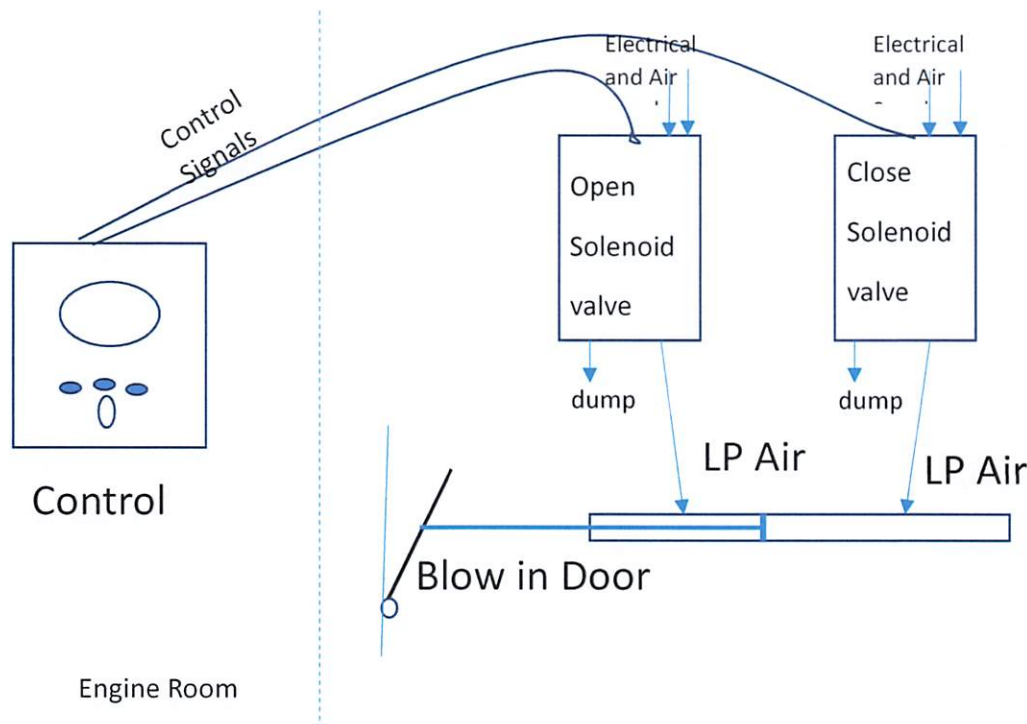 Electrical
and Air
Electrical
and Air
Control
Signals
Open
Solenoid
valve
Close
Solenoid
valve
dump
dump
LP Air
LP Air
Control
Blow in Door
Engine Room